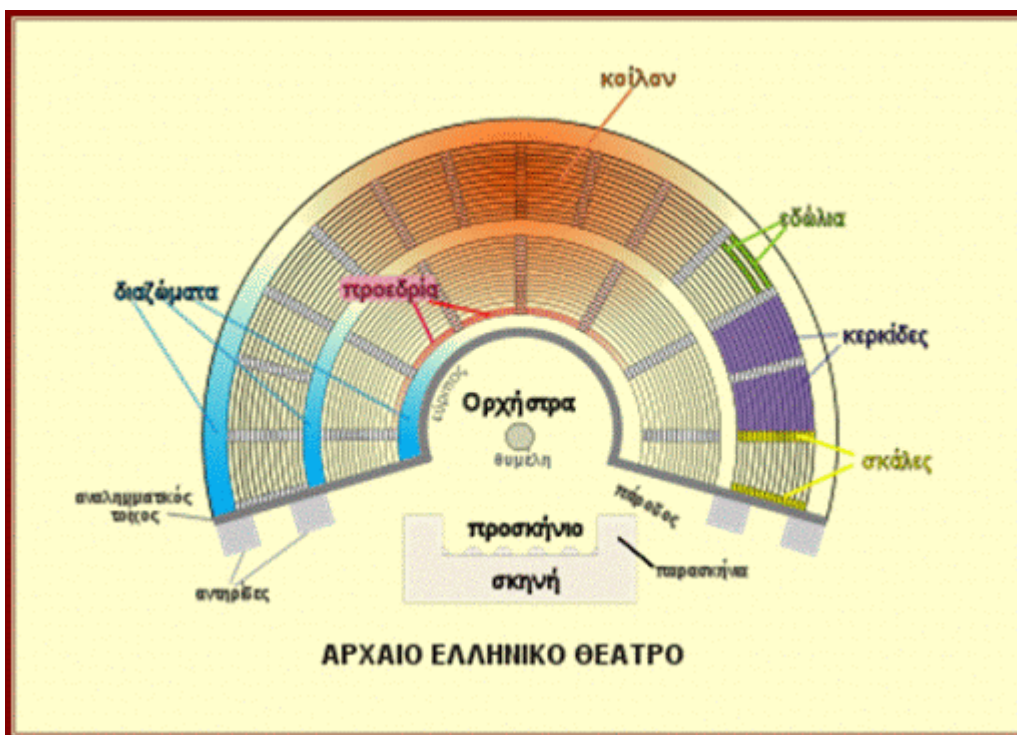 κοίλον
εδώλια
διαζώματα
προεδρία
κερκίδες
εύριπος
Ορχήστρα
θυμέλη
σκάλες
αναλημματικός
τοίχος
πάροδος
προσκήνιο
παρασκήνια
σκηνή
αντηρίδες
ΑΡΧΑΙΟ ΕΛΛΗΝΙΚΟ ΘΕΑΤΡΟ